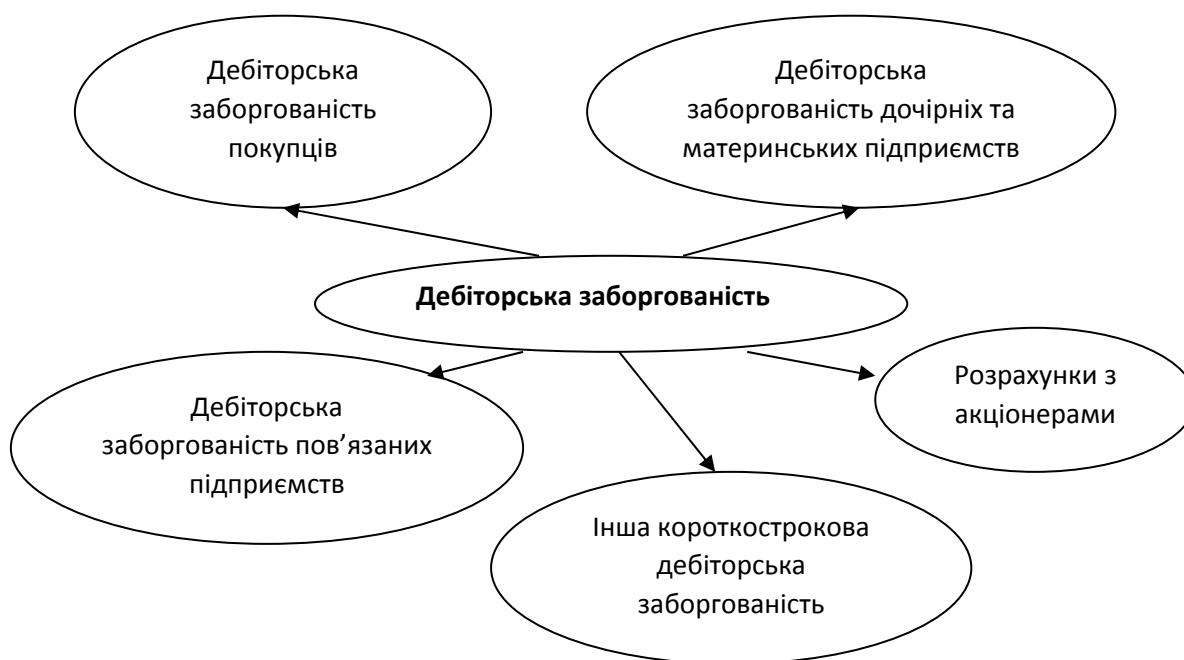 Дебіторська
заборгованість
покупців
Дебіторська
заборгованість дочірніх та
материнських підприємств
Дебіторська заборгованість
Розрахунки з
акціонерами
Дебіторська
заборгованість пов’язаних
підприємств
Інша короткострокова
дебіторська
заборгованість